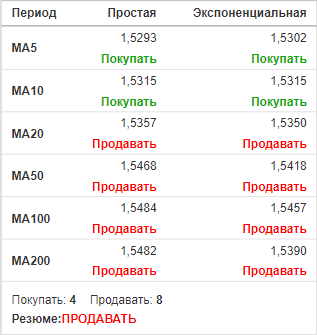 Период Простая Экспоненциальная
MA5 1,5293 1,5302
Покупать Покупать
MA10 1,5315 1,5315
Покупать Покупать
MA20 1,5357 1,5350
Продавать Продавать
MA50 1,5468 1,5418
Продавать Продавать
MA100 1,5484 1,5457
Продавать Продавать
MA200 1,5482 1,5390
Продавать Продавать
Покупать: 4 Продавать: 8
Резюме:ПРОДАВАТЬ